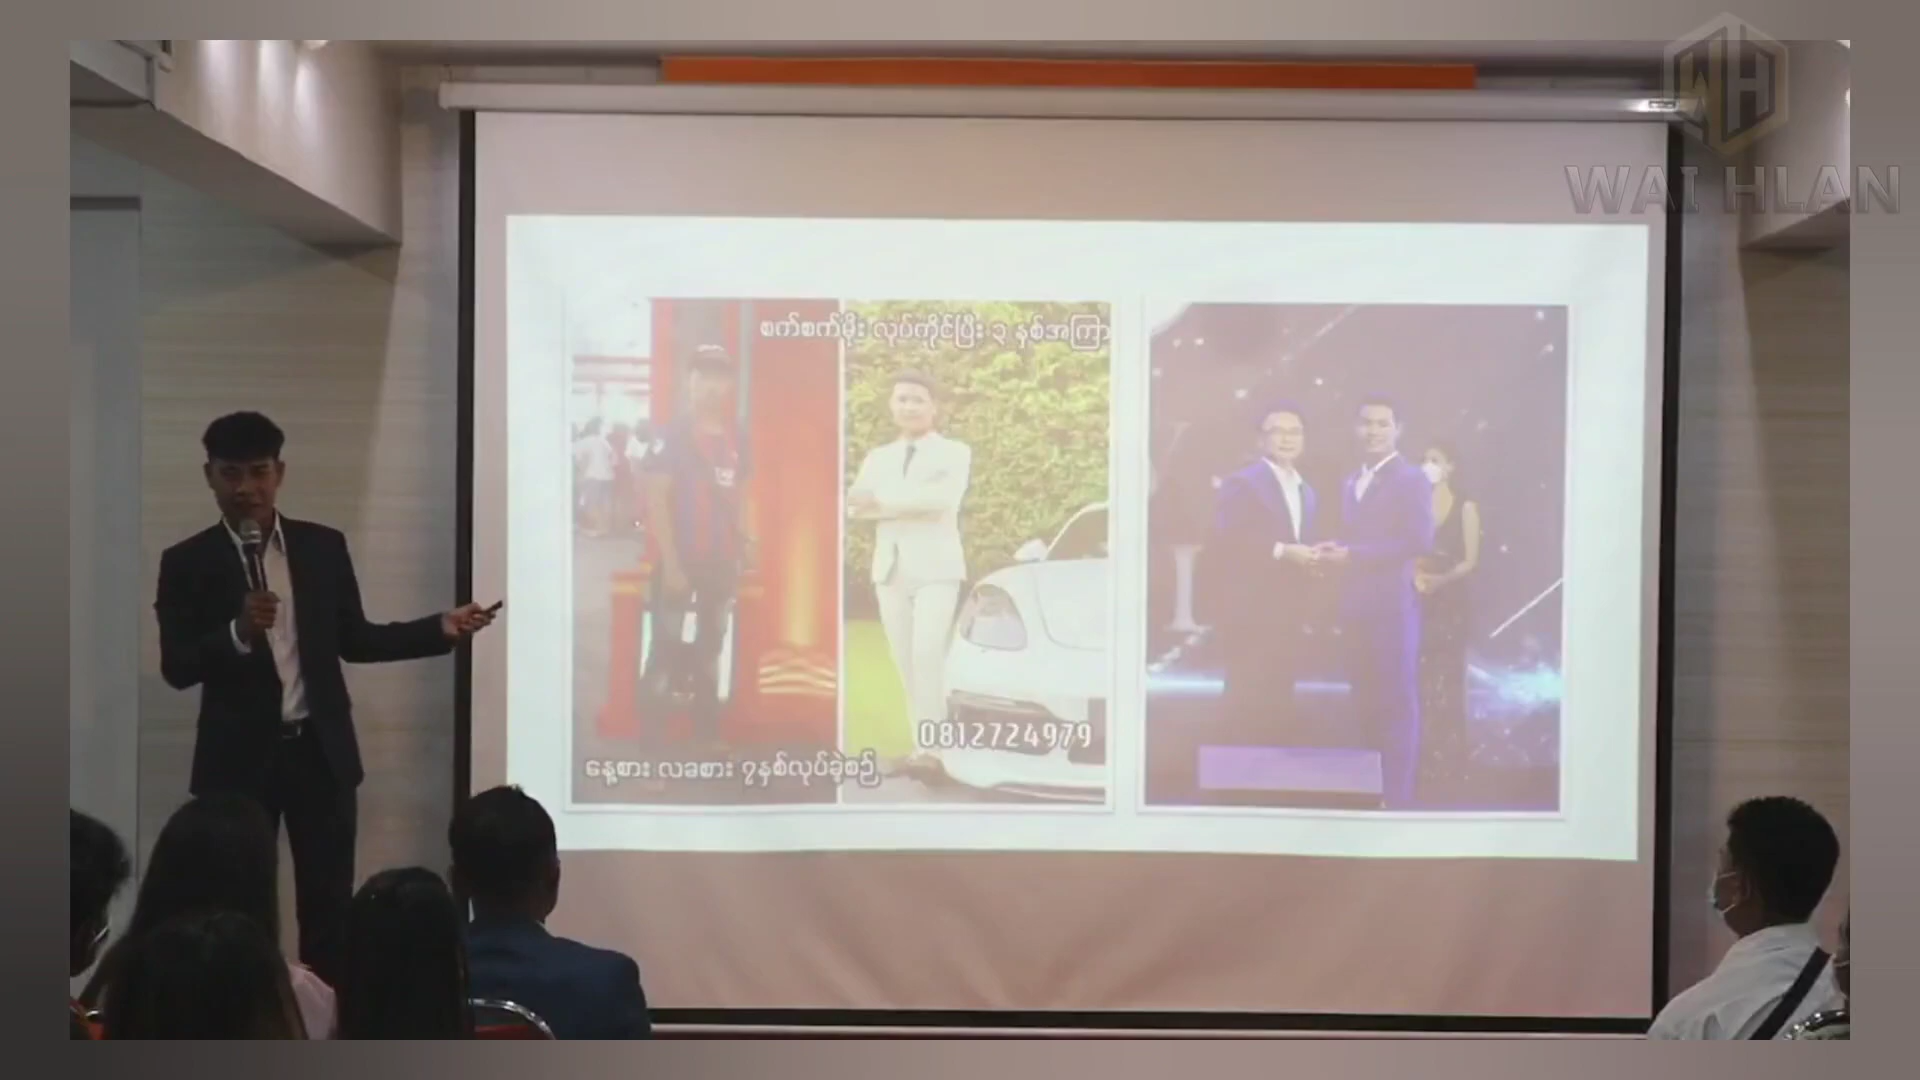 WH
WAI HLAN
စက်စက်မိုး လုပ်ကိုင်ပြီး ၃ နှစ်အကြာ
0812724979
နေ့စား လခစား ၇နှစ်လုပ်ခဲ့စဉ်